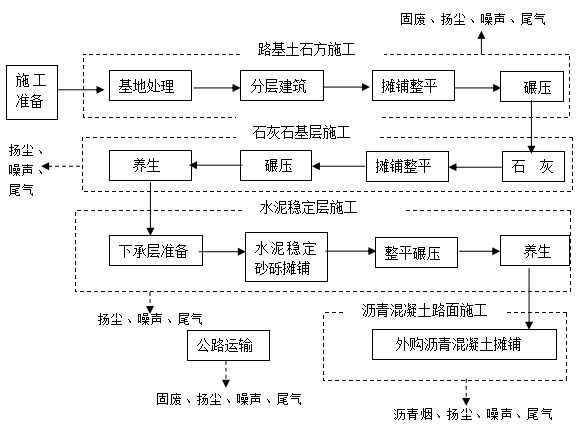 固废、扬尘、噪声、尾气
路基土石方施工
施工
准备
基地处理
分层建筑
摊铺整平
碾压
石灰石基层施工
扬尘、
噪声、
尾气
养生
碾压
摊铺整平
石 灰
水泥稳定层施工
下承层准备
水泥稳定
砂砾摊铺
整平碾压
养生
扬尘、噪声、尾气
沥青混凝土路面施工
公路运输
外购沥青混凝土摊铺
固废、扬尘、噪声、尾气
沥青烟、扬尘、噪声、尾气